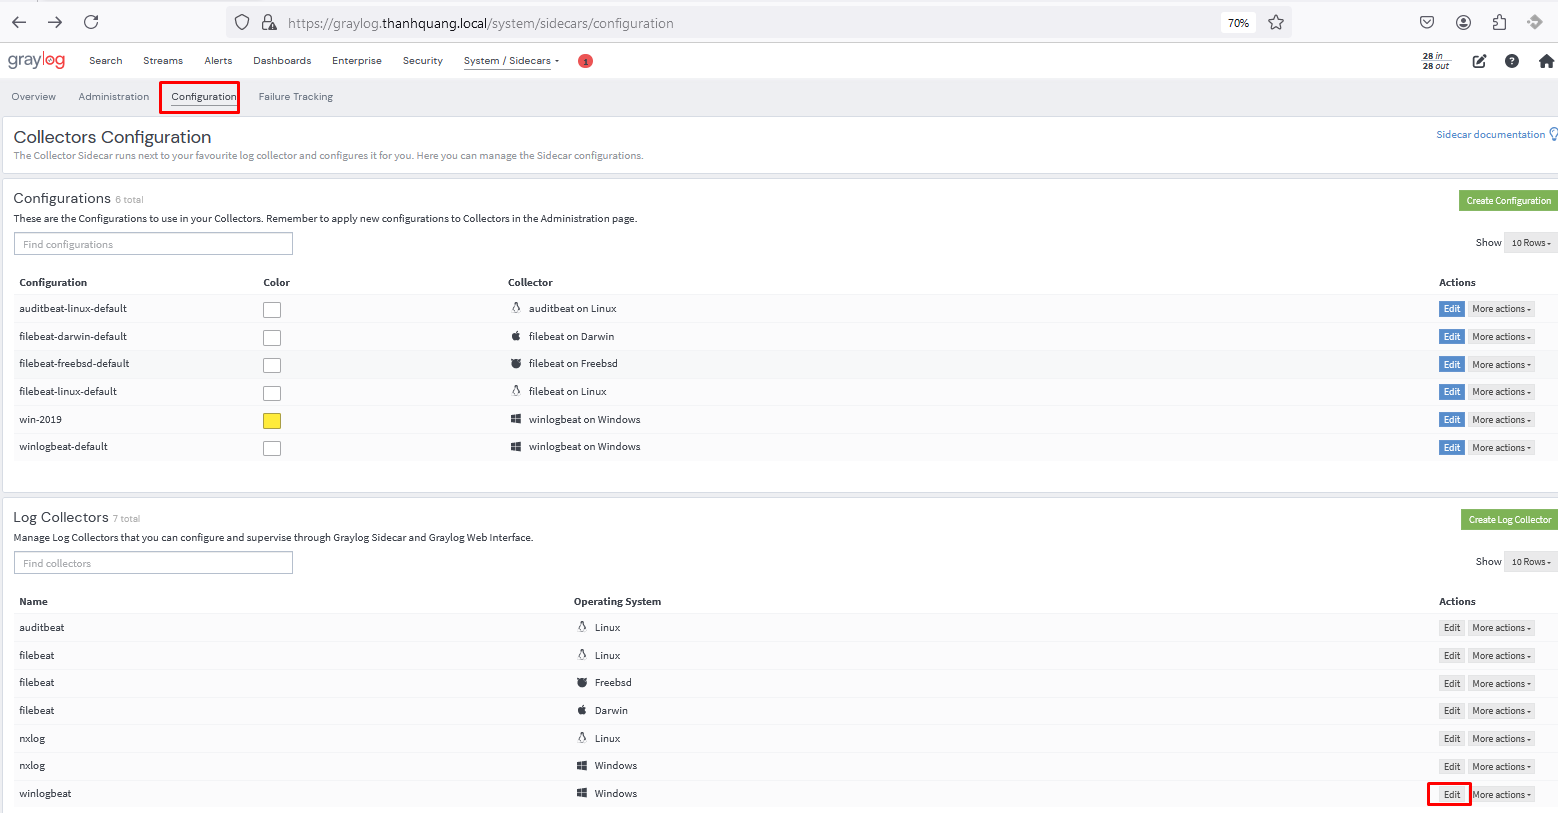 https://graylog.thanhquang.local/system/sidecars/configuration 70%
graylog Search Streams Alerts Dashboards Enterprise Security System / Sidecars 1 28 in
28 out
Overview Administration Configuration Failure Tracking
Collectors Configuration
Sidecar documentation
The Collector Sidecar runs next to your favourite log collector and configures it for you. Here you can manage the Sidecar configurations.
Configurations 6 total
Create Configuration
These are the Configurations to use in your Collectors. Remember to apply new configurations to Collectors in the Administration page.
Find configurations
Show 10 Rows
Configuration Color Collector Actions
auditbeat-linux-default auditbeat on Linux Edit More actions
filebeat-darwin-default filebeat on Darwin Edit More actions
filebeat-freebsd-default filebeat on Freebsd Edit More actions
filebeat-linux-default filebeat on Linux Edit More actions
win-2019 winlogbeat on Windows Edit More actions
winlogbeat-default winlogbeat on Windows Edit More actions
Log Collectors 7 total
Create Log Collector
Manage Log Collectors that you can configure and supervise through Graylog Sidecar and Graylog Web Interface.
Find collectors
Show 10 Rows
Name Operating System Actions
auditbeat Linux Edit More actions
filebeat Linux Edit More actions
filebeat Freebsd Edit More actions
filebeat Darwin Edit More actions
nxlog Linux Edit More actions
nxlog Windows Edit More actions
winlogbeat Windows Edit More actions